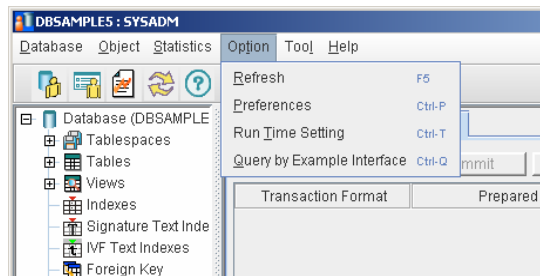 DBSAMPLE5 : SYSADM
Database Object Statistics Option Tool Help
Refresh F5
Preferences Ctrl-P
Run Time Setting Ctrl-T
Query by Example Interface Ctrl-Q
Database (DBSAMPLE
Tablespaces
Tables
Views
Indexes
Signature Text Inde
IVF Text Indexes
Foreign Key
mmit
Transaction Format Prepared